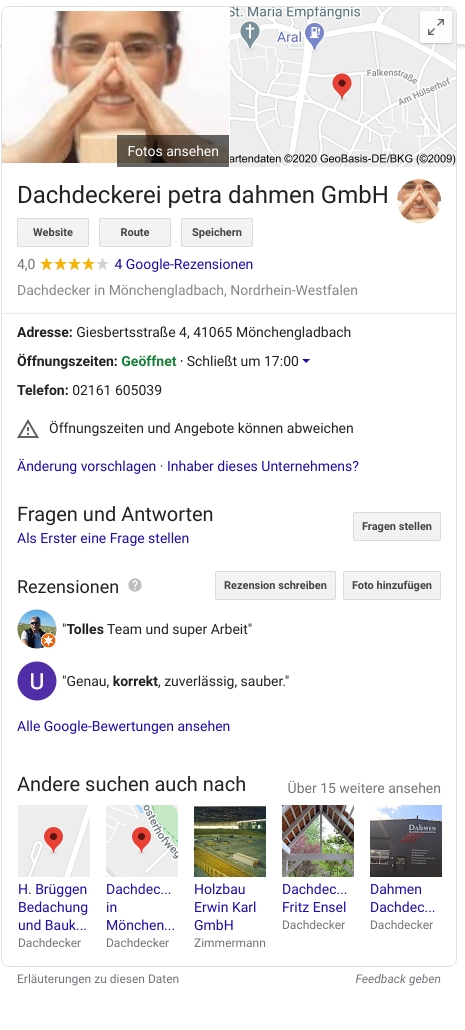 St. Maria Empfängnis
Aral
Falkenstraße
Am Hülserhof
Fotos ansehen
artendaten ©2020 GeoBasis-DE/BKG (©2009)
Dachdeckerei petra dahmen GmbH
Website
Route
Speichern
4,0 4 Google-Rezensionen
Dachdecker in Mönchengladbach, Nordrhein-Westfalen
Adresse: Giesbertsstraße 4, 41065 Mönchengladbach
Öffnungszeiten: Geöffnet · Schließt um 17:00
Telefon: 02161 605039
Öffnungszeiten und Angebote können abweichen
Änderung vorschlagen · Inhaber dieses Unternehmens?
Fragen und Antworten
Als Erster eine Frage stellen
Fragen stellen
Rezensionen ?
Rezension schreiben
Foto hinzufügen
"Tolles Team und super Arbeit"
U
"Genau, korrekt, zuverlässig, sauber."
Alle Google-Bewertungen ansehen
Andere suchen auch nach
Über 15 weitere ansehen
osterhofweg
DAHMEN
H. Brüggen
Bedachung
und Bauk...
Dachdecker
Dachdec...
in
Mönchen...
Dachdecker
Holzbau
Erwin Karl
GmbH
Zimmermann
Dachdec...
Fritz Ensel
Dachdecker
Dahmen
Dachdec...
Dachdecker
Erläuterungen zu diesen Daten
Feedback geben